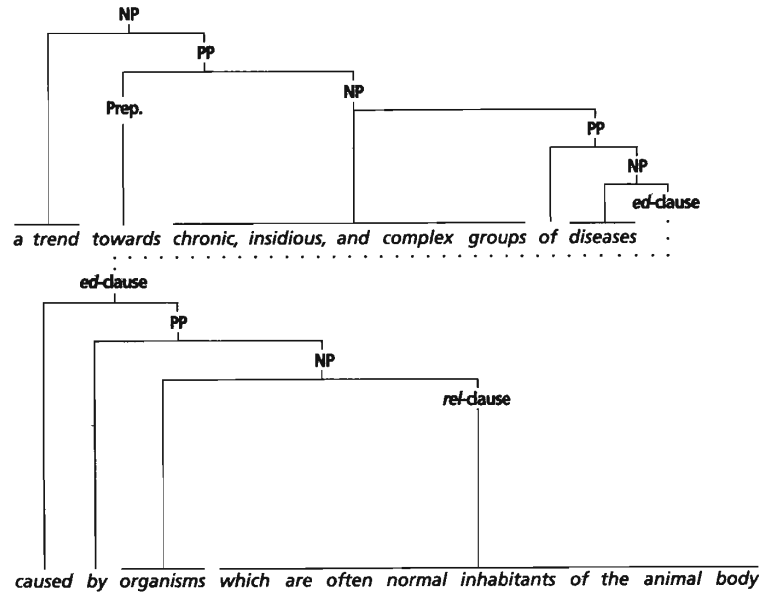 NP
PP
NP
Prep.
PP
NP
ed-clause
a trend towards chronic, insidious, and complex groups of diseases
ed-clause
PP
NP
rel-clause
caused by organisms which are often normal inhabitants of the animal body